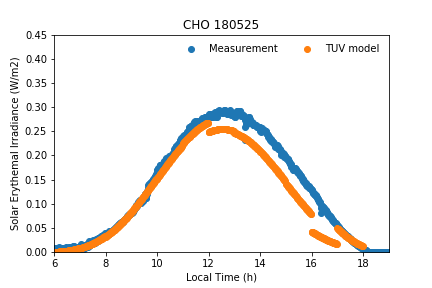 CHO 180525
Measurement TUV model
Solar Erythemal Irradiance (W/m2)
0.45
0.40
0.35
0.30
0.25
0.20
0.15
0.10
0.05
0.00
6 8 10 12 14 16 18
Local Time (h)